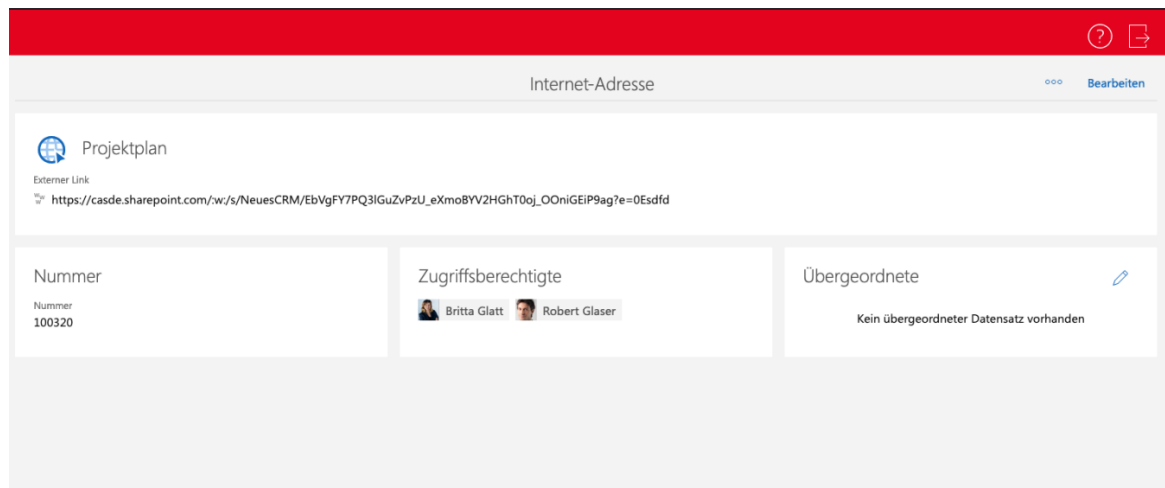 Internet-Adresse
Bearbeiten
Projektplan
Externer Link
https://casde.sharepoint.com/:w:/s/NeuesCRM/EbVgFY7PQ3lGuZvPzU_eXmoBYV2HGhT0oj_OOniGEiP9ag?e=0Esdfd
Nummer
Nummer
100320
Zugriffsberechtigte
Britta Glatt Robert Glaser
Übergeordnete
Kein übergeordneter Datensatz vorhanden